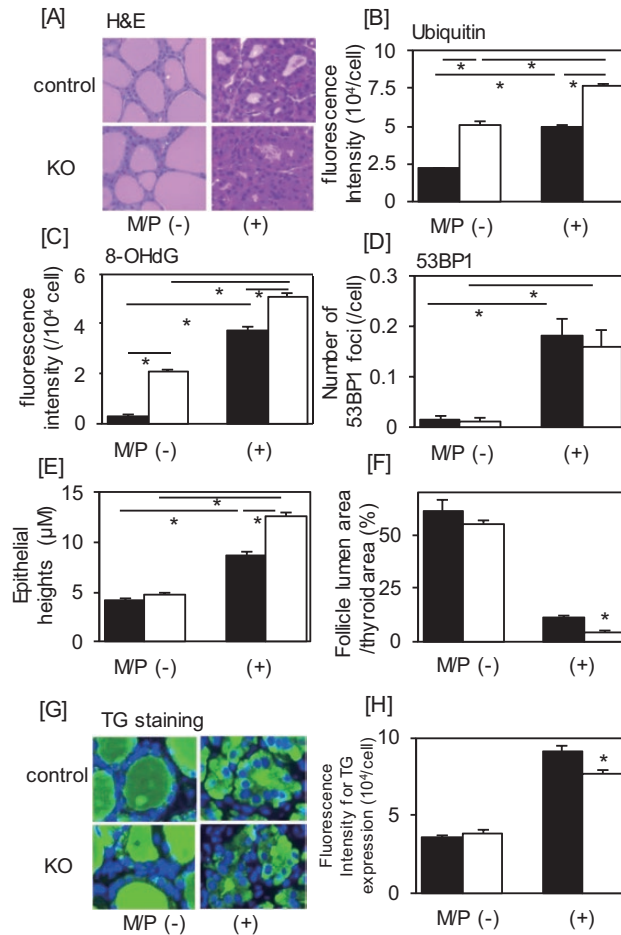 [A]
H&E
control
KO
M/P (-) (+)
[B]
Ubiquitin
fluorescence
Intensity (10⁴/cell)
10
7.5
5
2.5
0
* *
* *
M/P (-) (+)
[C]
8-OHdG
fluorescence
intensity (/10⁴ cell)
6
4
2
0
* *
* *
M/P (-) (+)
[D]
53BP1
Number of
53BP1 foci (/cell)
0.3
0.2
0.1
0
*
*
M/P (-) (+)
[E]
Epithelial
heights (µM)
15
10
5
0
*
* *
M/P (-) (+)
[F]
Follicle lumen area
/thyroid area (%)
50
0
*
M/P (-) (+)
[G]
TG staining
control
KO
M/P (-) (+)
[H]
Fluorescence
Intensity for TG
expression (10⁴/cell)
10
5
0
*
M/P (-) (+)